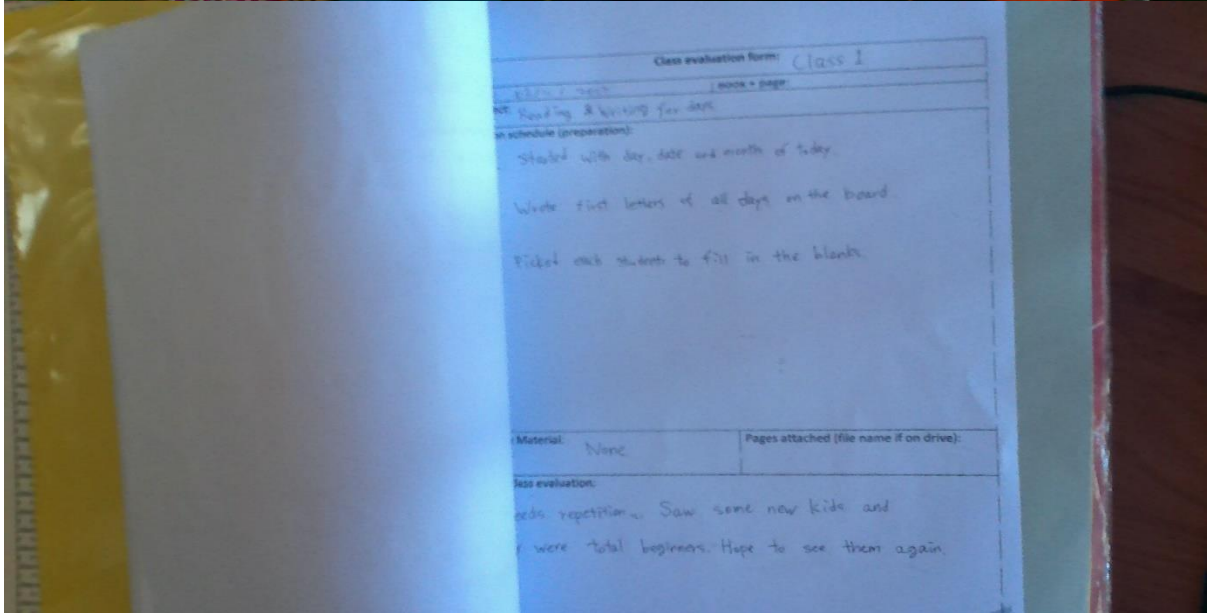 Class evaluation form: Class 1
Book + page:
Reading & Writing for days
schedule (preparation):
Started with day, date and month of today.
Wrote first letters of all days on the board.
Picked each students to fill in the blanks.
Material: None
Pages attached (file name if on drive):
evaluation:
repetition. Saw some new kids and
were total beginners. Hope to see them again.